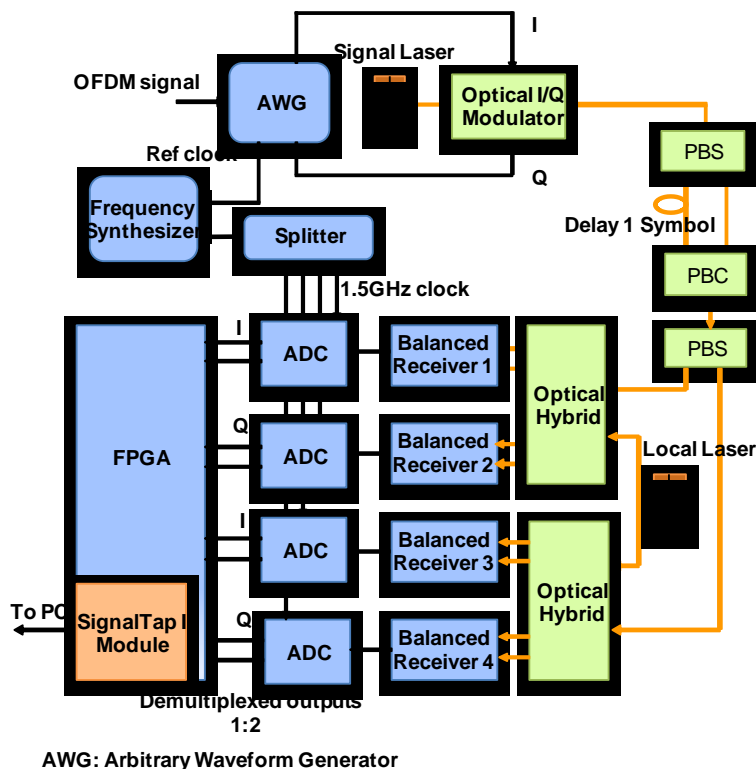 I
Signal Laser
OFDM signal
AWG
Optical I/Q
Modulator
PBS
Ref clock
Q
Frequency
Synthesizer
Splitter
Delay 1 Symbol
PBC
1.5GHz clock
I
ADC
Balanced
Receiver 1
PBS
Optical
Hybrid
Q
ADC
Balanced
Receiver 2
Local Laser
FPGA
I
ADC
Balanced
Receiver 3
Optical
Hybrid
To PC
SignalTap I
Module
Q
ADC
Balanced
Receiver 4
Demultiplexed outputs
1:2
AWG: Arbitrary Waveform Generator